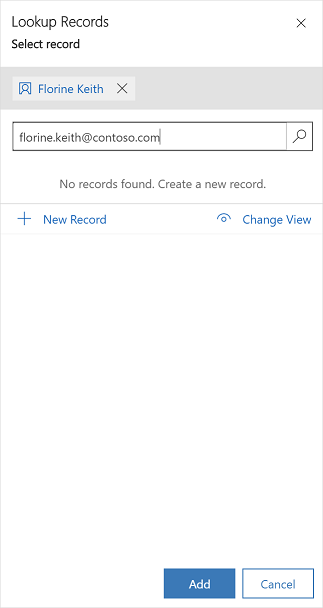 Lookup Records
Select record
Florine Keith
florine.keith@contoso.com
No records found. Create a new record.
New Record Change View
Add Cancel